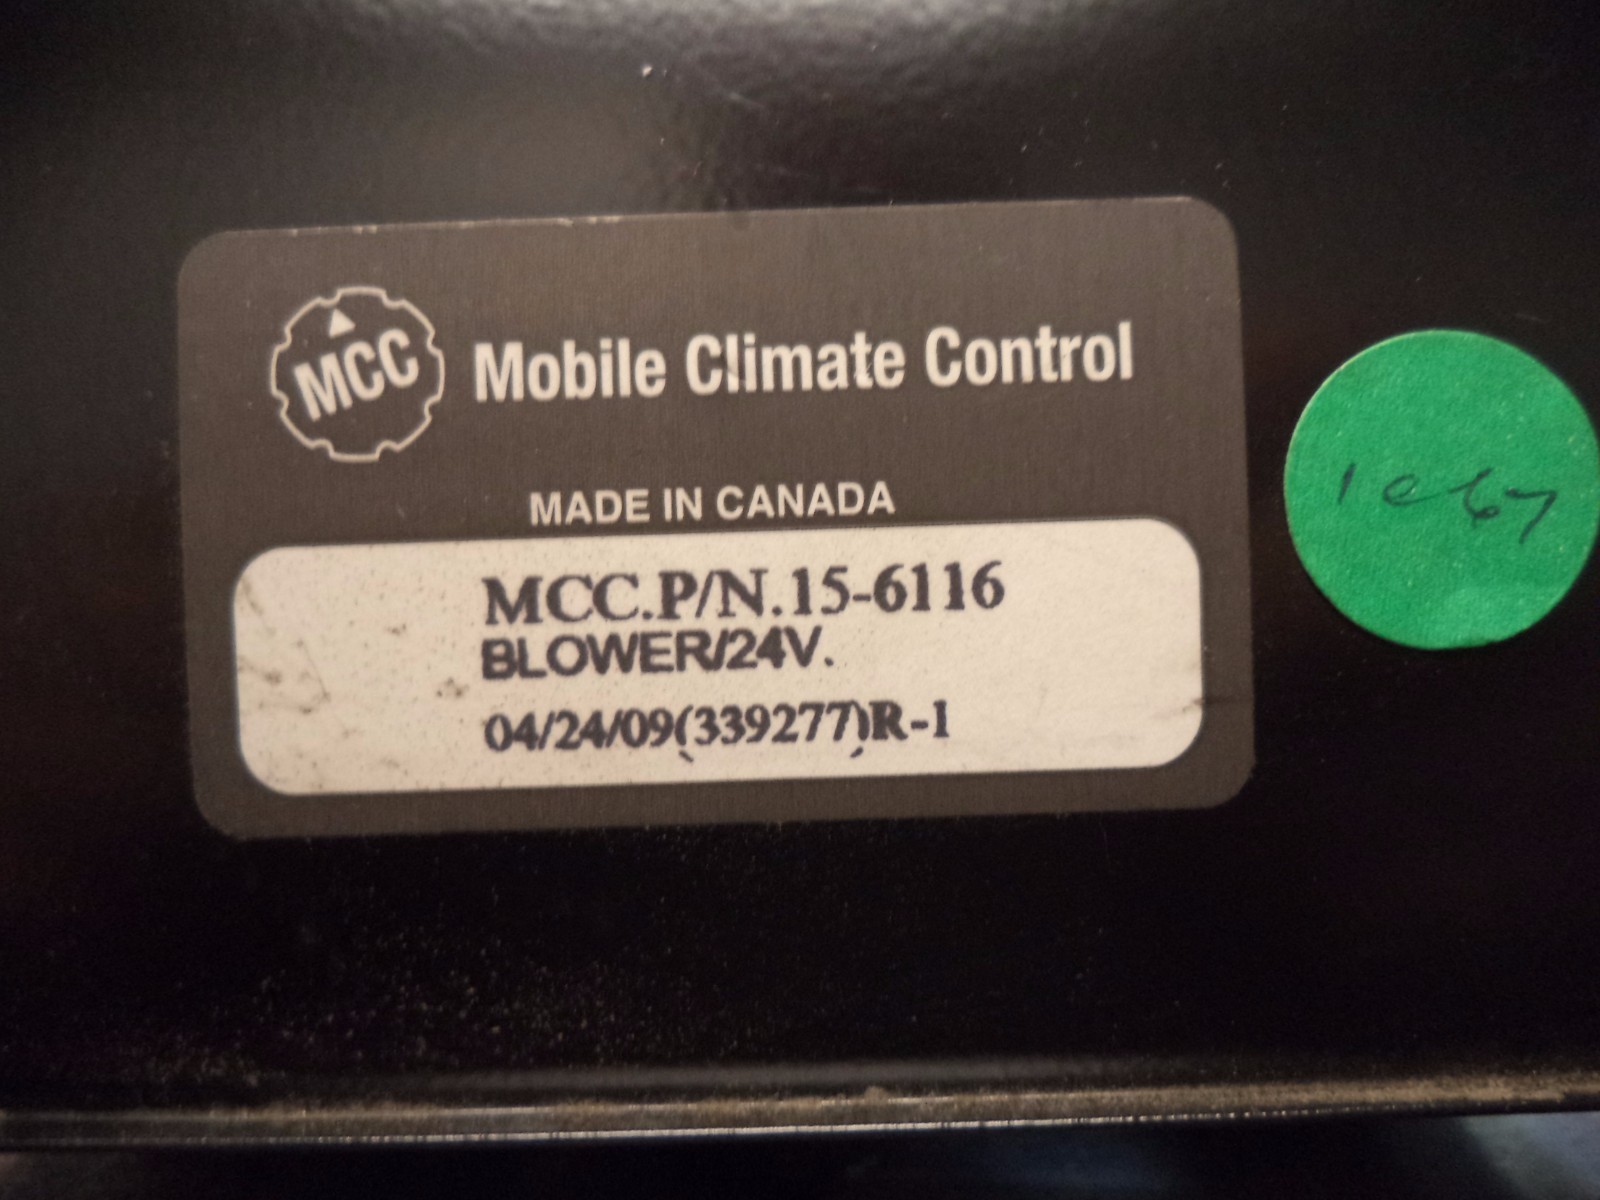 MCC
Mobile Climate Control
MADE IN CANADA
MCC.P/N.15-6116
BLOWER/24V.
04/24/09(339277)R-1
1067